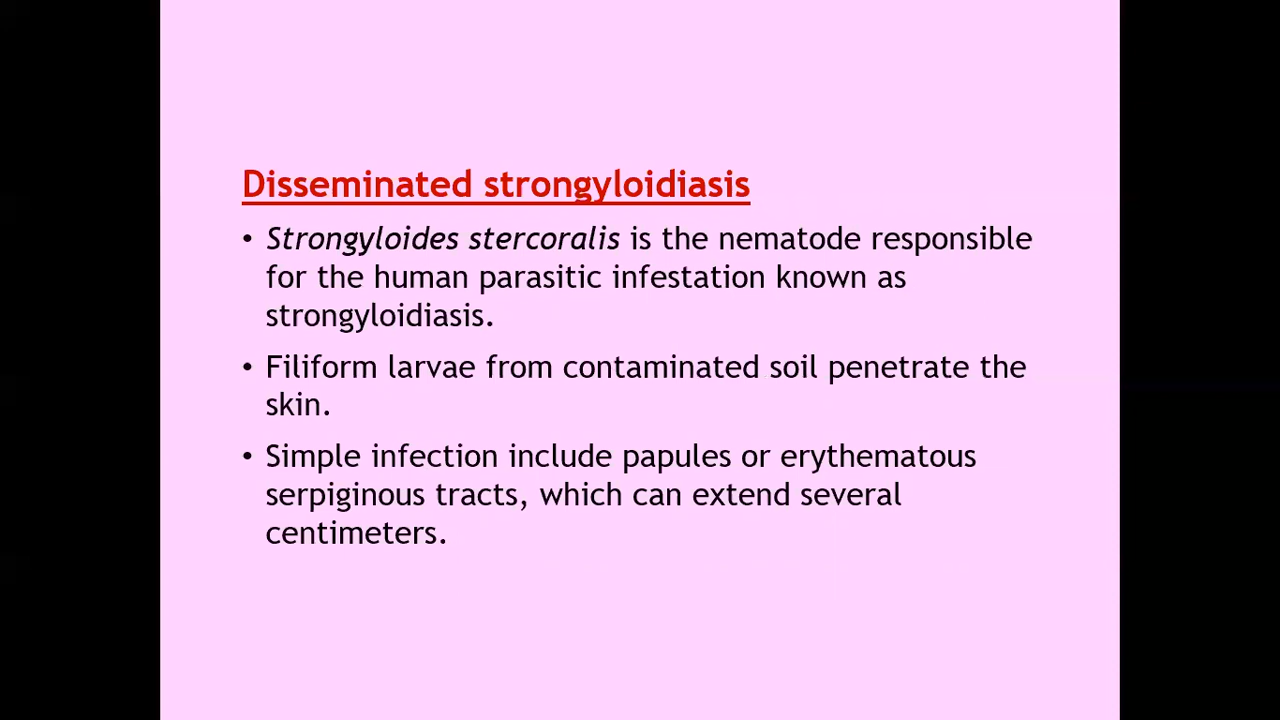 Disseminated strongyloidiasis
• Strongyloides stercoralis is the nematode responsible
for the human parasitic infestation known as
strongyloidiasis.
• Filiform larvae from contaminated soil penetrate the
skin.
• Simple infection include papules or erythematous
serpiginous tracts, which can extend several
centimeters.